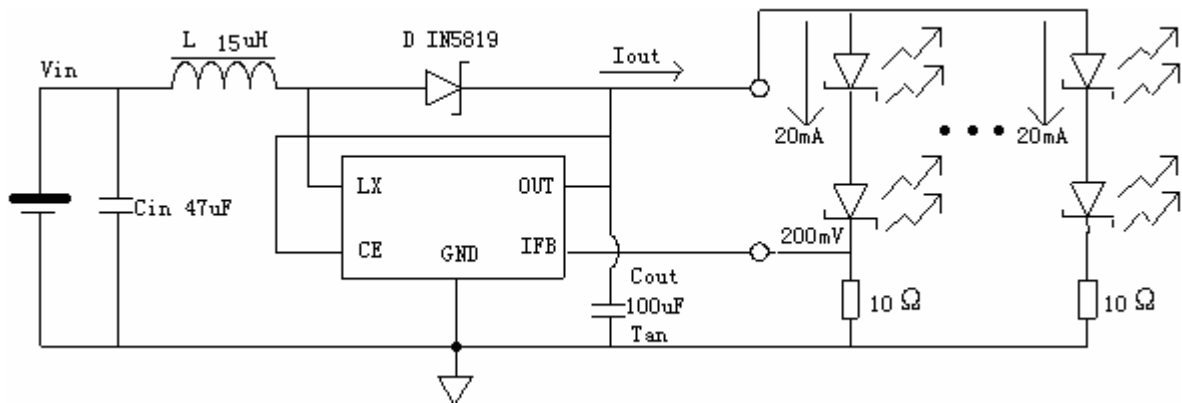 L 15uH
D IN5819
Iout
Vin
20mA
20mA
LX
OUT
Cin 47uF
200mV
CE
GND
IFB
Cout
100uF
Tan
10 Ω
10 Ω